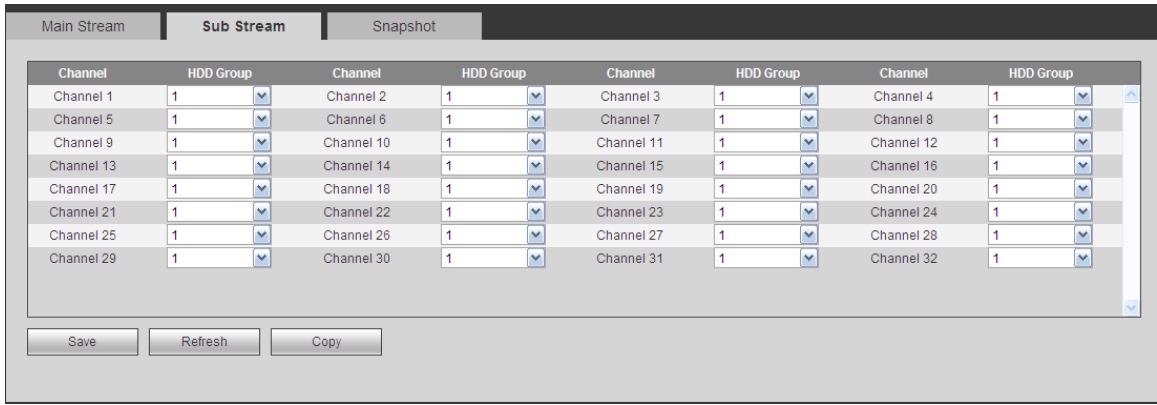 Main Stream Sub Stream Snapshot
Channel HDD Group Channel HDD Group Channel HDD Group Channel HDD Group
Channel 1 1 Channel 2 1 Channel 3 1 Channel 4 1
Channel 5 1 Channel 6 1 Channel 7 1 Channel 8 1
Channel 9 1 Channel 10 1 Channel 11 1 Channel 12 1
Channel 13 1 Channel 14 1 Channel 15 1 Channel 16 1
Channel 17 1 Channel 18 1 Channel 19 1 Channel 20 1
Channel 21 1 Channel 22 1 Channel 23 1 Channel 24 1
Channel 25 1 Channel 26 1 Channel 27 1 Channel 28 1
Channel 29 1 Channel 30 1 Channel 31 1 Channel 32 1
Save Refresh Copy